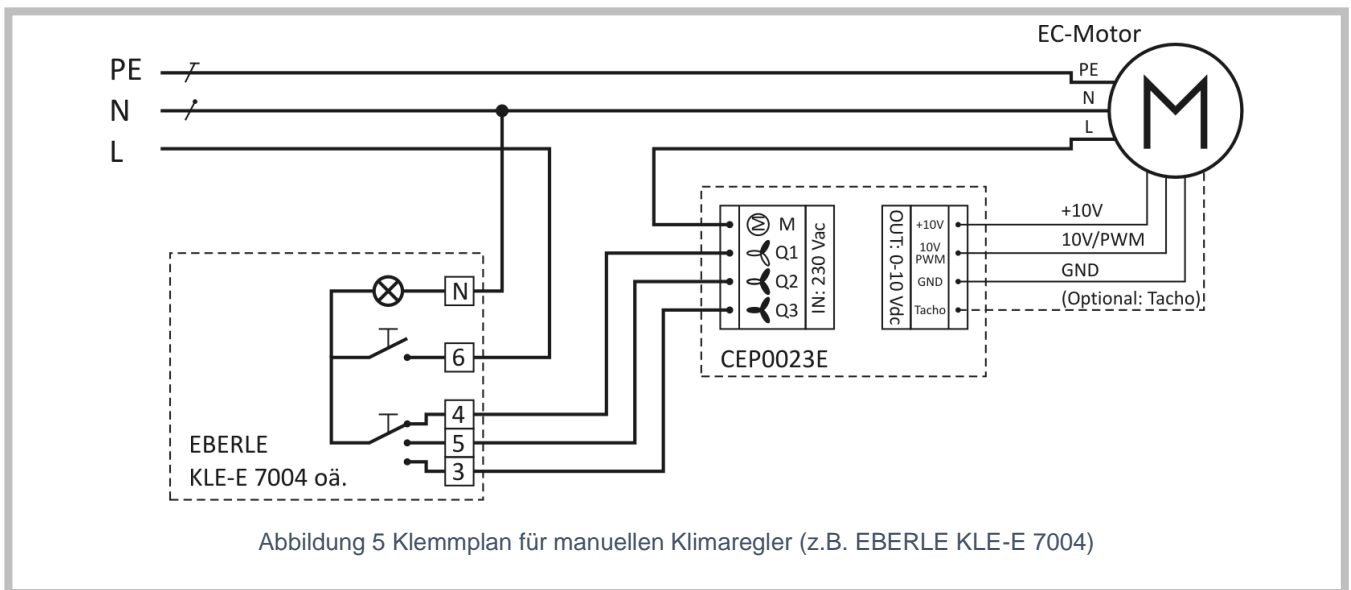 EC-Motor
PE
PE
N
N
L
L
M
+10V
10V/PWM
GND
(Optional: Tacho)
M M
Q1
Q2
Q3
IN: 230 Vac
OUT: 0-10 Vdc
+10V
10V
PWM
GND
Tacho
CEP0023E
N
6
4
5
3
EBERLE
KLE-E 7004 oä.
Abbildung 5 Klemmplan für manuellen Klimaregler (z.B. EBERLE KLE-E 7004)